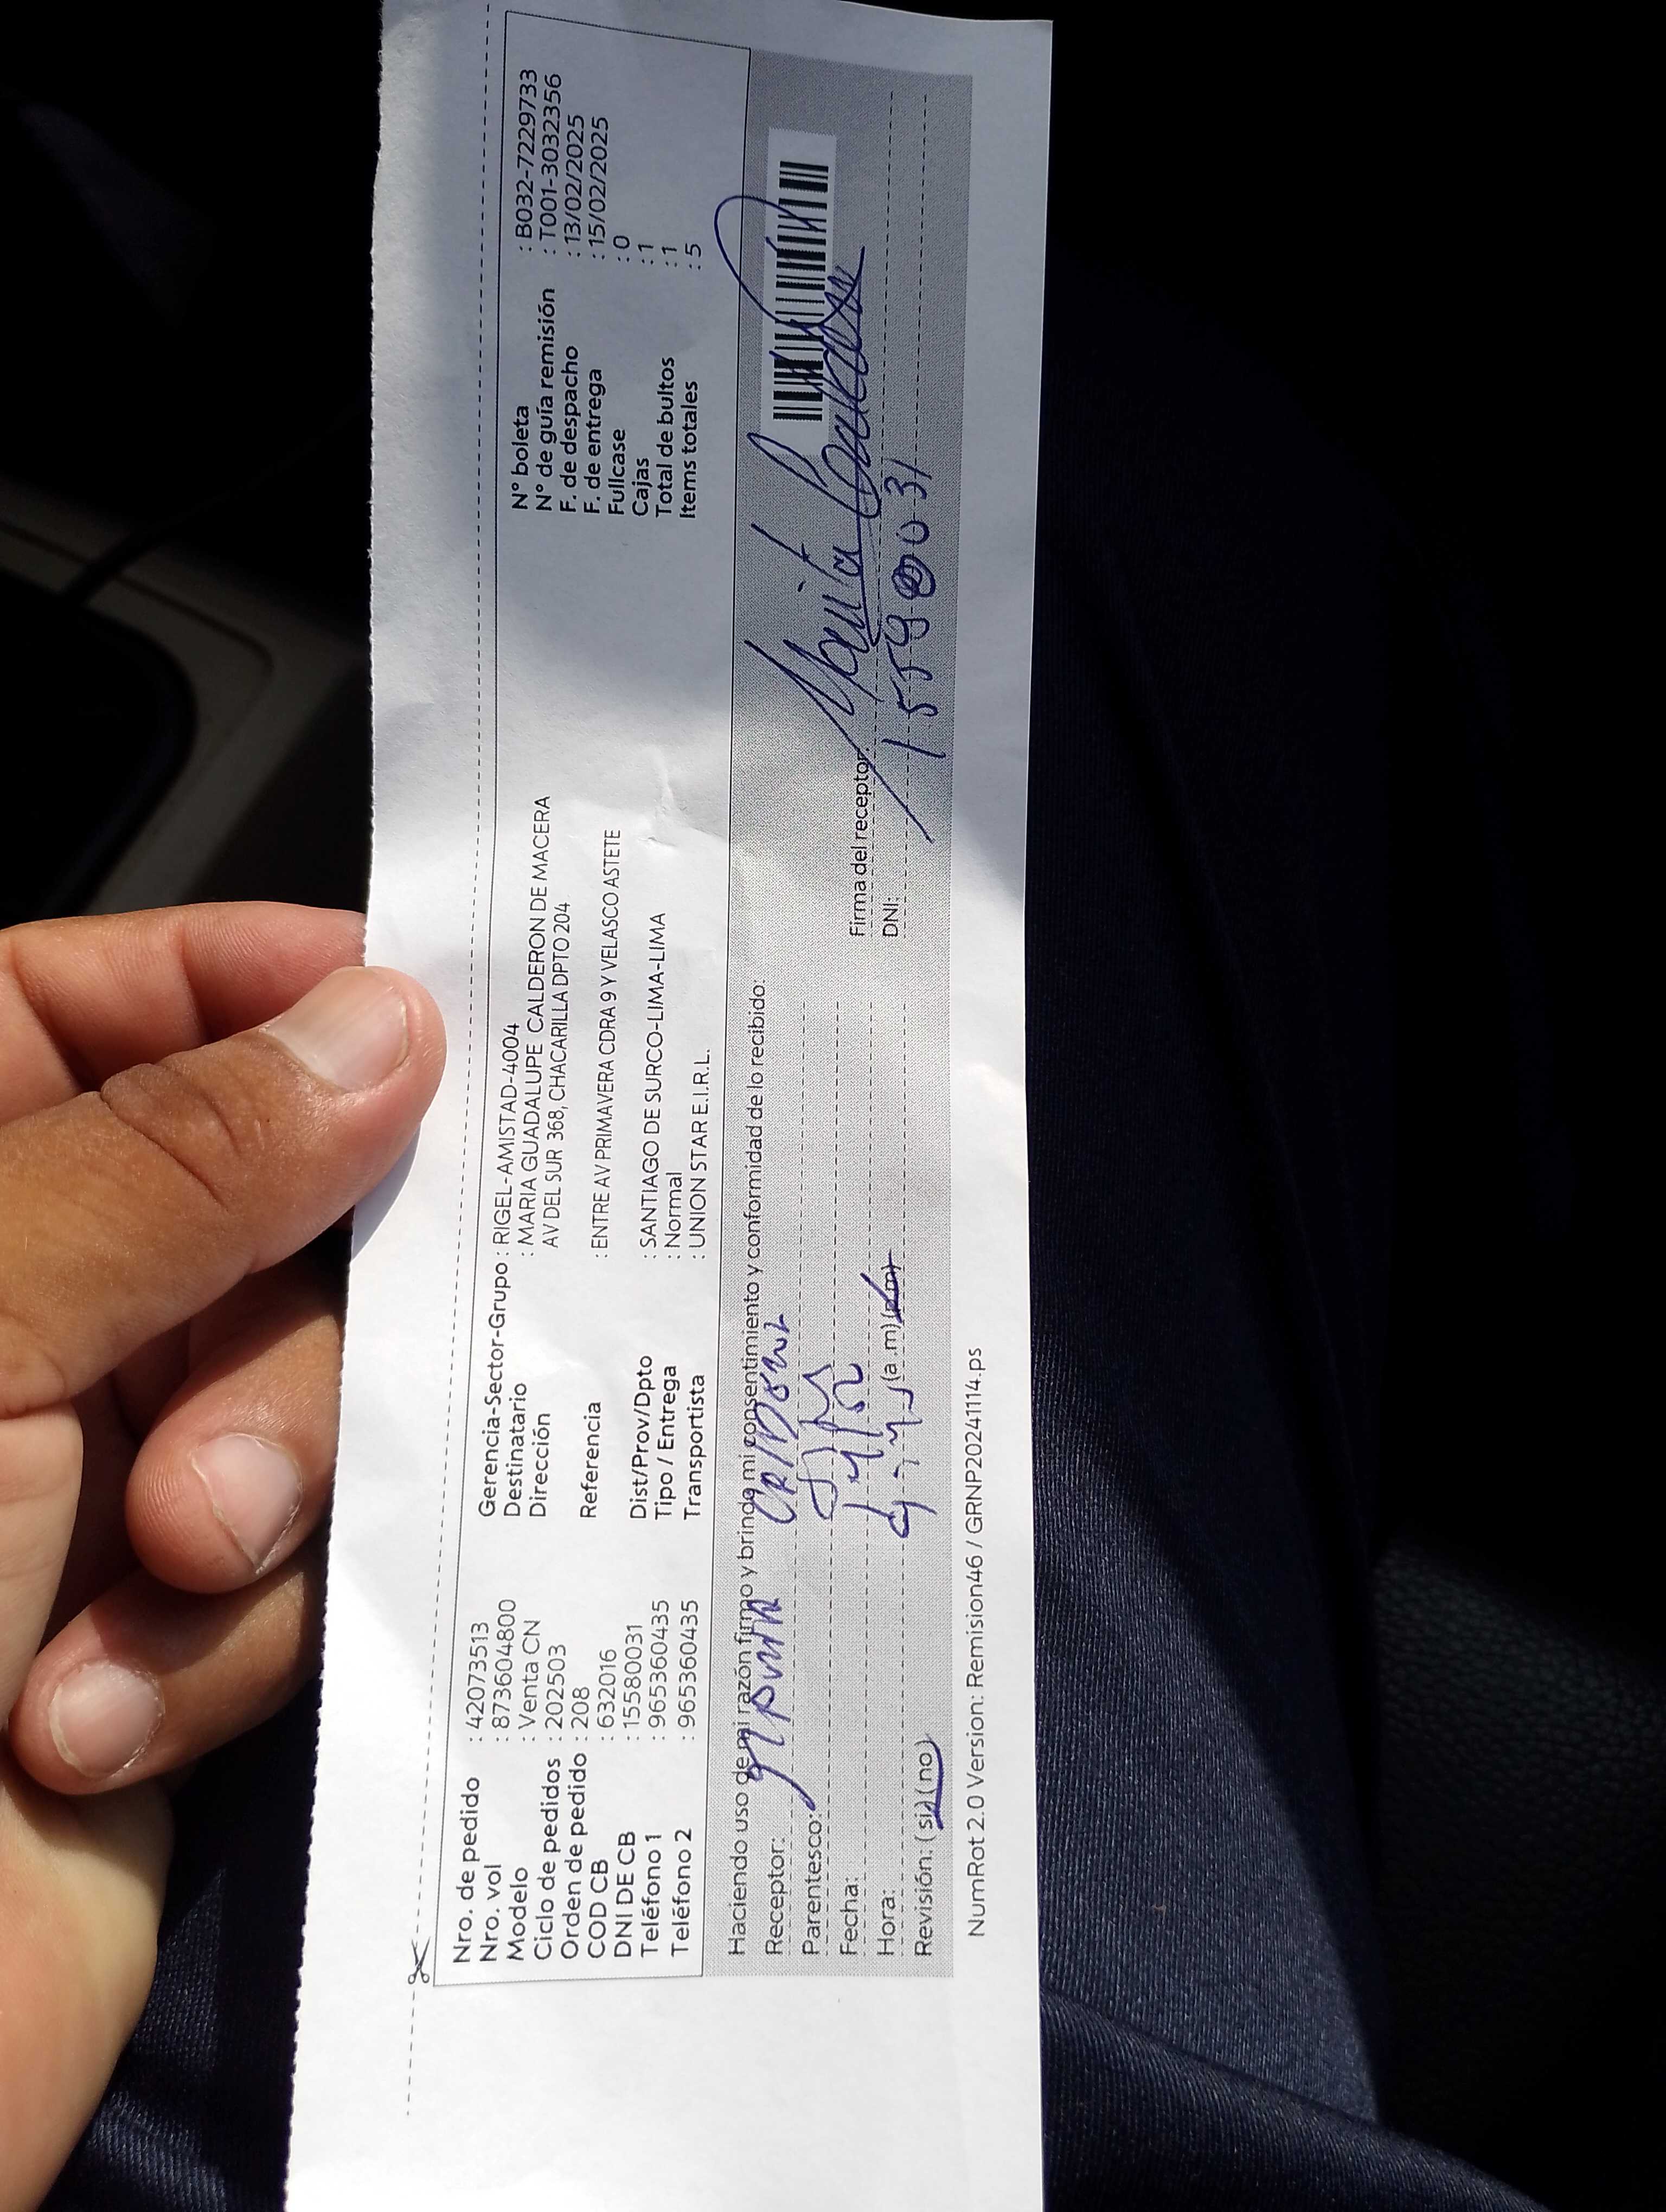 Nro. de pedido : 42073513
Nro. vol : 873604800
Modelo : Venta CN
Ciclo de pedidos : 202503
Orden de pedido : 208
COD CB : 632016
DNI DE CB : 15580031
Teléfono 1 : 965360435
Teléfono 2 : 965360435
Gerencia-Sector-Grupo : RIGEL-AMISTAD-4004
Destinatario : MARIA GUADALUPE CALDERON DE MACERA
Dirección AV DEL SUR 368, CHACARILLA DPTO 204
Referencia : ENTRE AV PRIMAVERA CDRA 9 Y VELASCO ASTETE
Dist/Prov/Dpto : SANTIAGO DE SURCO-LIMA-LIMA
Tipo / Entrega : Normal
Transportista : UNION STAR E.I.R.L.
N° boleta : B032-7229733
N° de guía remisión : T001-3032356
F. de despacho : 13/02/2025
F. de entrega : 15/02/2025
Fullcase : 0
Cajas : 1
Total de bultos : 1
Items totales : 5
Haciendo uso de mi razón firmo y brindo mi consentimiento y conformidad de lo recibido:
Receptor:
Parentesco:
Fecha:
Hora: (a.m) (p.m)
Revisión: (si) (no)
Firma del receptor:
DNI:
NumRot 2.0 Version: Remision46 / GRNP20241114.ps